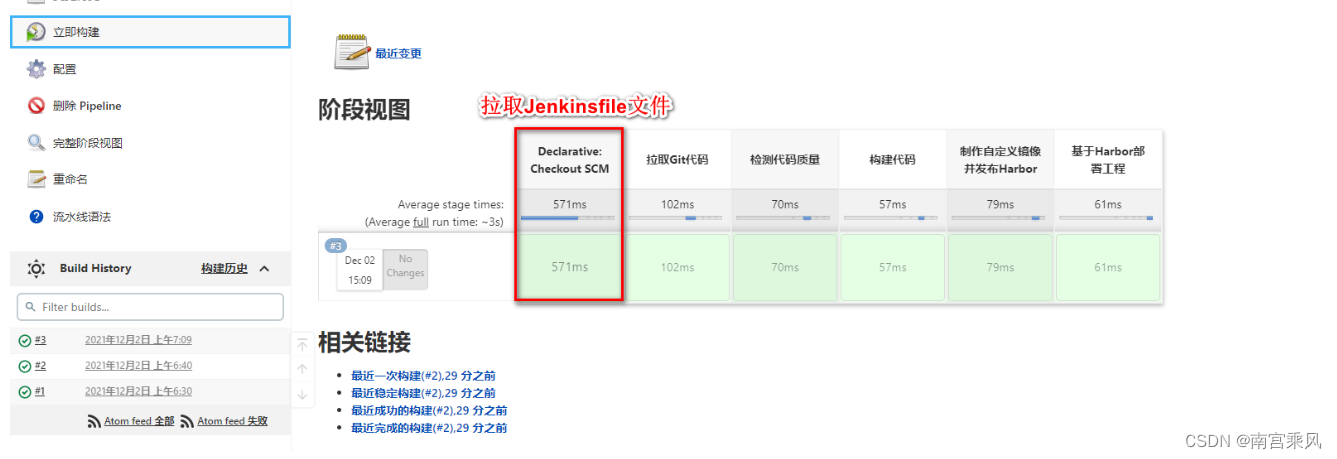 立即构建
配置
删除 Pipeline
完整阶段视图
重命名
流水线语法
Build History
构建历史
Filter builds...
#3
2021年12月2日 上午7:09
#2
2021年12月2日 上午6:40
#1
2021年12月2日 上午6:30
Atom feed 全部
Atom feed 失败
最近变更
阶段视图
拉取Jenkinsfile文件
Declarative:
Checkout SCM
拉取Git代码
检测代码质量
构建代码
制作自定义镜像
并发布Harbor
基于Harbor部
署工程
Average stage times:
(Average full run time: ~3s)
571ms
102ms
70ms
57ms
79ms
61ms
#3
Dec 02
15:09
No
Changes
571ms
102ms
70ms
57ms
79ms
61ms
相关链接
最近一次构建(#2),29 分之前
最近稳定构建(#2),29 分之前
最近成功的构建(#2),29 分之前
最近完成的构建(#2),29 分之前
CSDN @南宫乘风